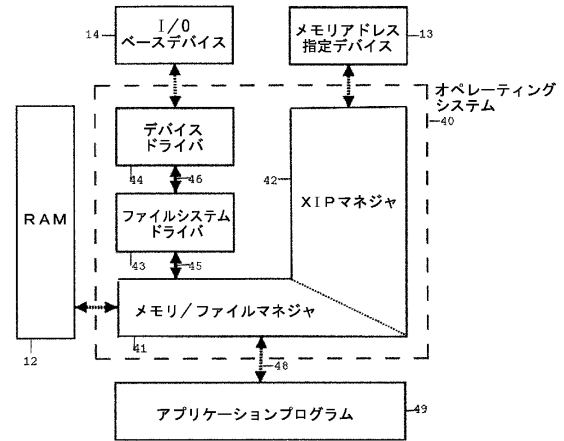 I/O
ベースデバイス
14
メモリアドレス
指定デバイス
13
オペレーティング
システム
40
デバイス
ドライバ
44
46
42
XIPマネジャ
RAM
12
ファイルシステム
ドライバ
43
45
メモリ/ファイルマネジャ
41
48
アプリケーションプログラム
49